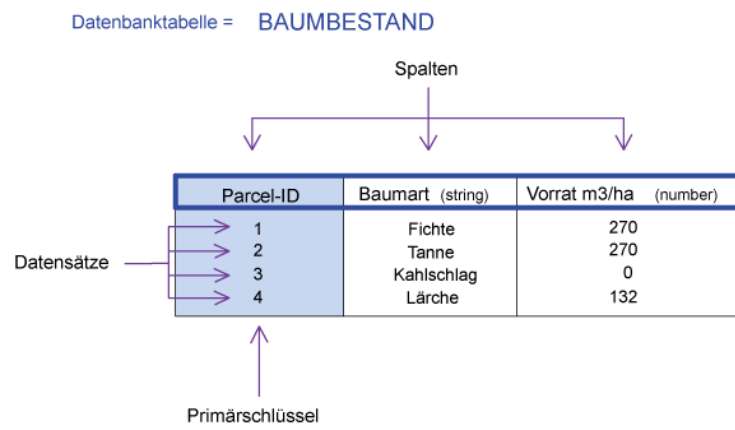 Datenbanktabelle = BAUMBESTAND
Spalten
Parcel-ID Baumart (string) Vorrat m3/ha (number)
1 Fichte 270
2 Tanne 270
Datensätze
3 Kahlschlag 0
4 Lärche 132
Primärschlüssel